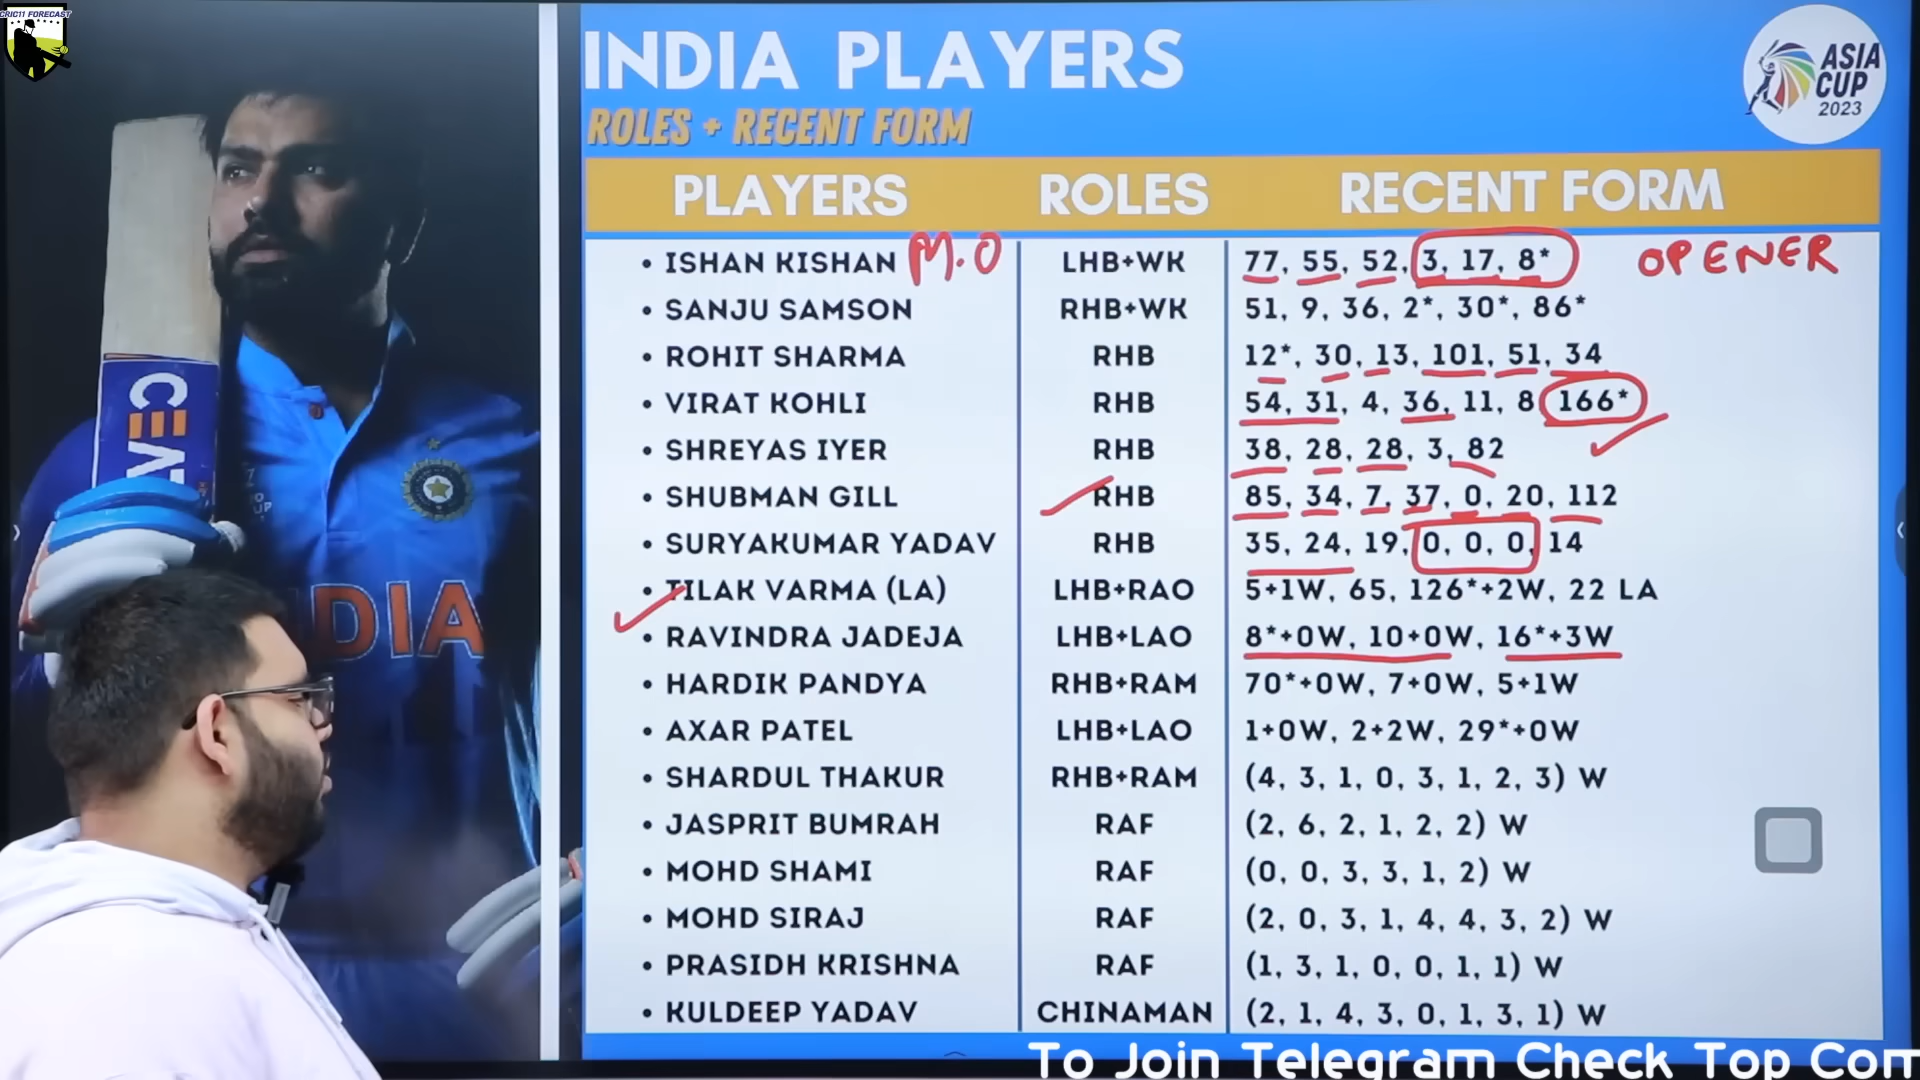 CRIC11 FORECAST
INDIA PLAYERS
ROLES + RECENT FORM
ASIA
CUP
2023
PLAYERS ROLES RECENT FORM
• ISHAN KISHAN M.O LHB+WK 77, 55, 52, 3, 17, 8* OPENER
• SANJU SAMSON RHB+WK 51, 9, 36, 2*, 30*, 86*
• ROHIT SHARMA RHB 12*, 30, 13, 101, 51, 34
• VIRAT KOHLI RHB 54, 31, 4, 36, 11, 8 166*
• SHREYAS IYER RHB 38, 28, 28, 3, 82
• SHUBMAN GILL RHB 85, 34, 7, 37, 0, 20, 112
• SURYAKUMAR YADAV RHB 35, 24, 19, 0, 0, 0, 14
• TILAK VARMA (LA) LHB+RAO 5+1W, 65, 126*+2W, 22 LA
• RAVINDRA JADEJA LHB+LAO 8*+0W, 10+0W, 16*+3W
• HARDIK PANDYA RHB+RAM 70*+0W, 7+0W, 5+1W
• AXAR PATEL LHB+LAO 1+0W, 2+2W, 29*+0W
• SHARDUL THAKUR RHB+RAM (4, 3, 1, 0, 3, 1, 2, 3) W
• JASPRIT BUMRAH RAF (2, 6, 2, 1, 2, 2) W
• MOHD SHAMI RAF (0, 0, 3, 3, 1, 2) W
• MOHD SIRAJ RAF (2, 0, 3, 1, 4, 4, 3, 2) W
• PRASIDH KRISHNA RAF (1, 3, 1, 0, 0, 1, 1) W
• KULDEEP YADAV CHINAMAN (2, 1, 4, 3, 0, 1, 3, 1) W
CEA
DIA
To Join Telegram Check Top Com